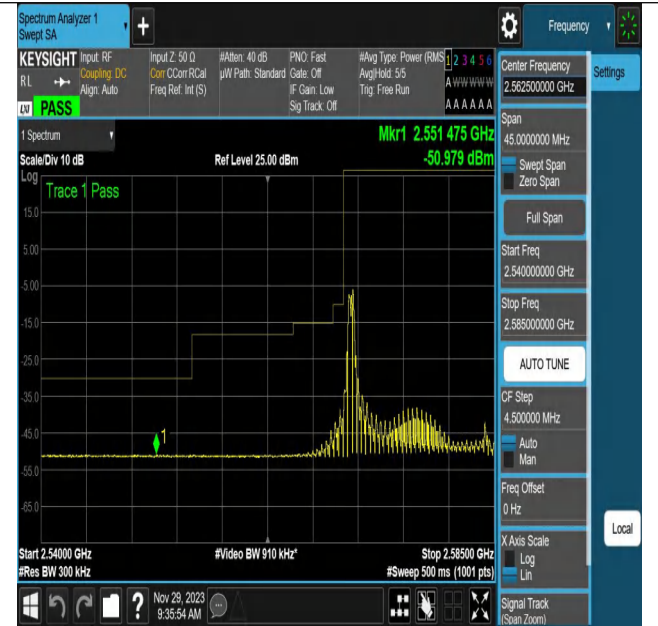 Spectrum Analyzer 1
Swept SA
+
Frequency
KEYSIGHT
RL
LXI PASS
Input: RF
Coupling: DC
Align: Auto
Input Z: 50 Ω
Corr CCorr RCal
Freq Ref: Int (S)
#Atten: 40 dB
µW Path: Standard
PNO: Fast
Gate: Off
IF Gain: Low
Sig Track: Off
#Avg Type: Power (RMS
Avg|Hold: 5/5
Trig: Free Run
1 2 3 4 5 6
A W W W W W
A A A A A A
1 Spectrum
Scale/Div 10 dB
Ref Level 25.00 dBm
Mkr1 2.551 475 GHz
-50.979 dBm
Log
Trace 1 Pass
15.0
5.00
-5.00
-15.0
-25.0
-35.0
-45.0
-55.0
-65.0
1
Start 2.54000 GHz
#Res BW 300 kHz
#Video BW 910 kHz*
Stop 2.58500 GHz
#Sweep 500 ms (1001 pts)
Center Frequency
2.562500000 GHz
Span
45.0000000 MHz
Swept Span
Zero Span
Full Span
Start Freq
2.540000000 GHz
Stop Freq
2.585000000 GHz
AUTO TUNE
CF Step
4.500000 MHz
Auto
Man
Freq Offset
0 Hz
X Axis Scale
Log
Lin
Signal Track
(Span Zoom)
Settings
Local
?
Nov 29, 2023
9:35:54 AM